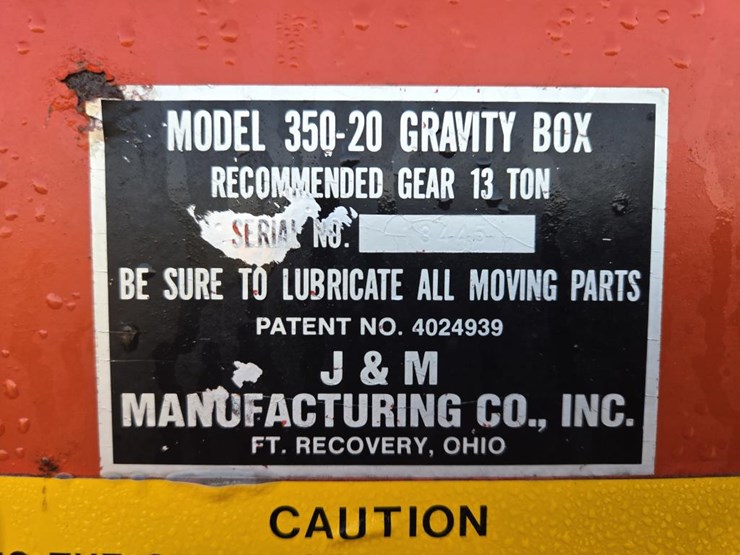 MODEL 350-20 GRAVITY BOX
RECOMMENDED GEAR 13 TON
SERIAL NO.
BE SURE TO LUBRICATE ALL MOVING PARTS
PATENT NO. 4024939
J & M
MANUFACTURING CO., INC.
FT. RECOVERY, OHIO
CAUTION